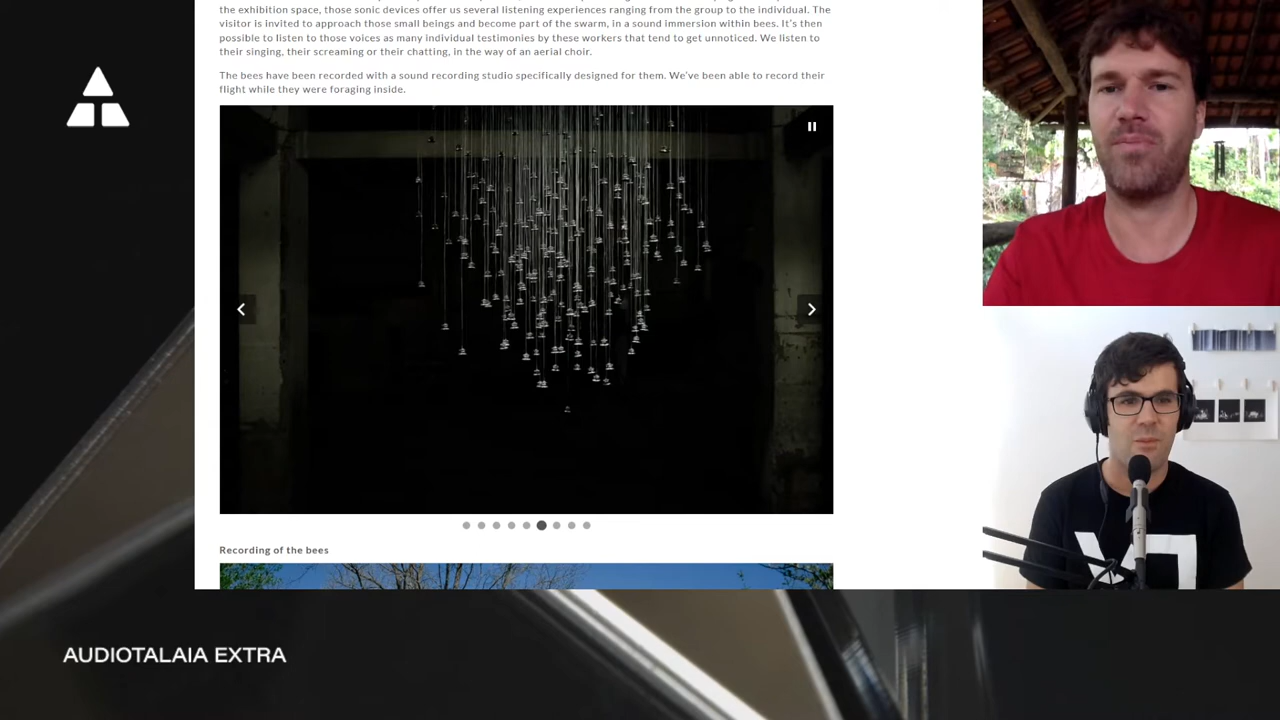 the exhibition space, those sonic devices offer us several listening experiences ranging from the group to the individual. The
visitor is invited to approach those small beings and become part of the swarm, in a sound immersion within bees. It's then
possible to listen to those voices as many individual testimonies by these workers that tend to get unnoticed. We listen to
their singing, their screaming or their chatting, in the way of an aerial choir.
The bees have been recorded with a sound recording studio specifically designed for them. We've been able to record their
flight while they were foraging inside.
Recording of the bees
AUDIOTALAIA EXTRA